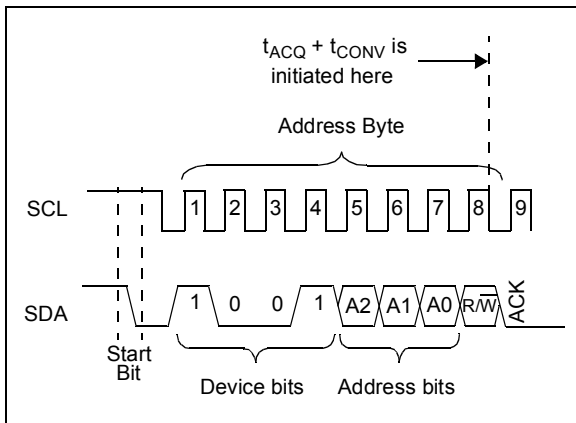 tACQ + tCONV is
initiated here
Address Byte
SCL 1 2 3 4 5 6 7 8 9
SDA 1 0 0 1 A2 A1 A0 R/W ACK
Start
Bit
Device bits Address bits